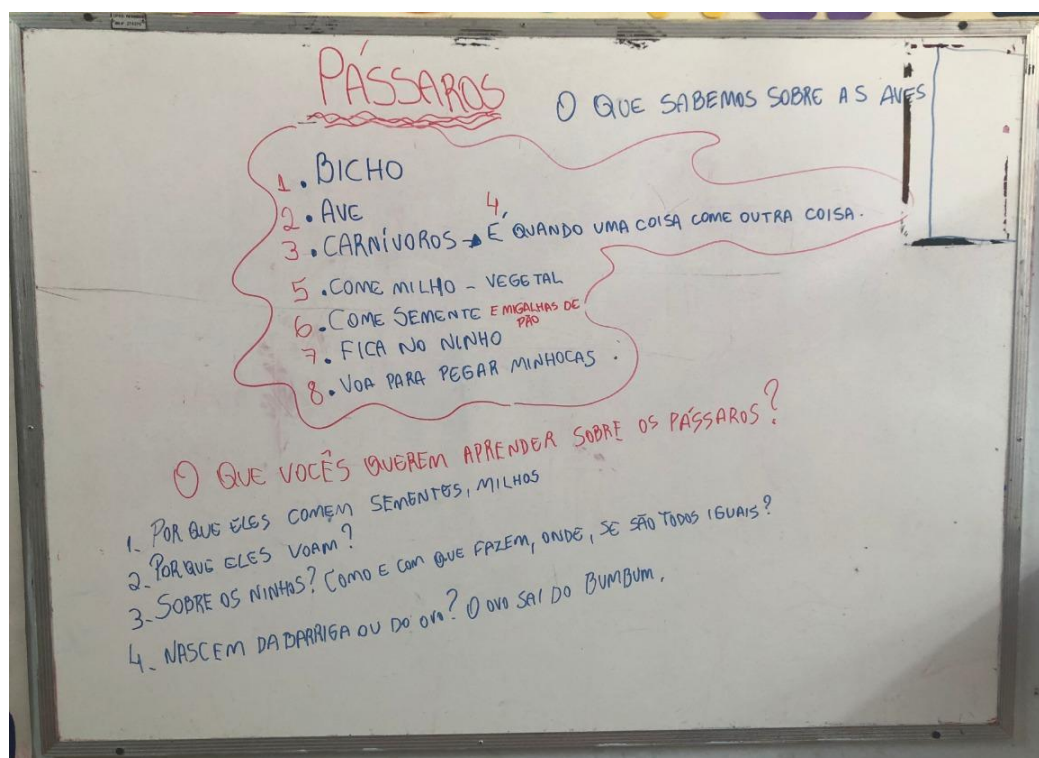 PÁSSAROS
O QUE SABEMOS SOBRE AS AVES
1. BICHO
2. AVE
3. CARNÍVOROS → 4. É QUANDO UMA COISA COME OUTRA COISA.
5. COME MILHO - VEGETAL
6. COME SEMENTE E MIGALHAS DE PÃO
7. FICA NO NINHO
8. VOA PARA PEGAR MINHOCAS.
O QUE VOCÊS QUEREM APRENDER SOBRE OS PÁSSAROS?
1. POR QUE ELES COMEM SEMENTES, MILHOS
2. PORQUE ELES VOAM?
3. SOBRE OS NINHOS? COMO E COM QUE FAZEM, ONDE, SE SÃO TODOS IGUAIS?
4. NASCEM DA BARRIGA OU DO OVO? O OVO SAI DO BUMBUM.